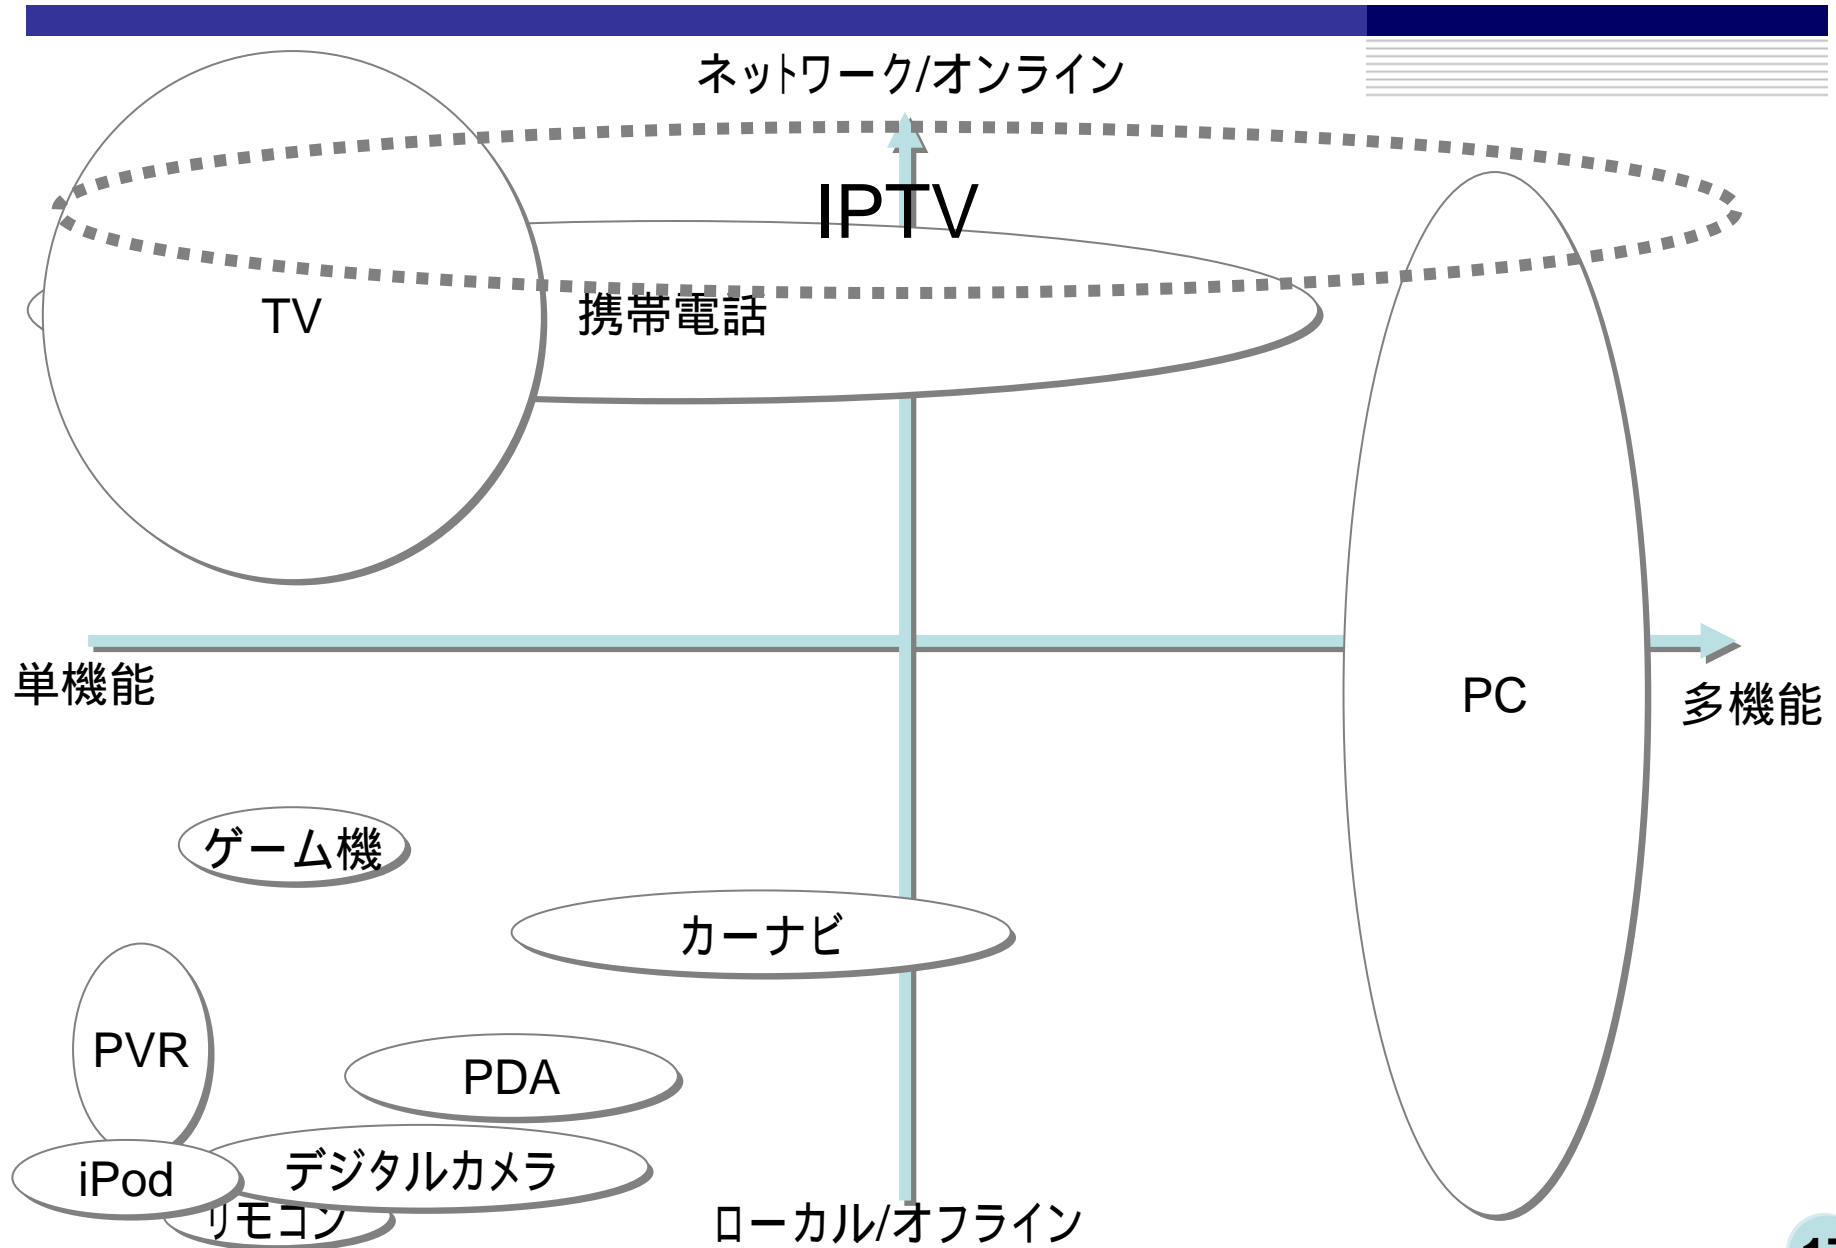 ネットワーク/オンライン
IPTV
TV
携帯電話
単機能
PC
多機能
ゲーム機
カーナビ
PVR
PDA
デジタルカメラ
iPod
リモコン
ローカル/オフライン